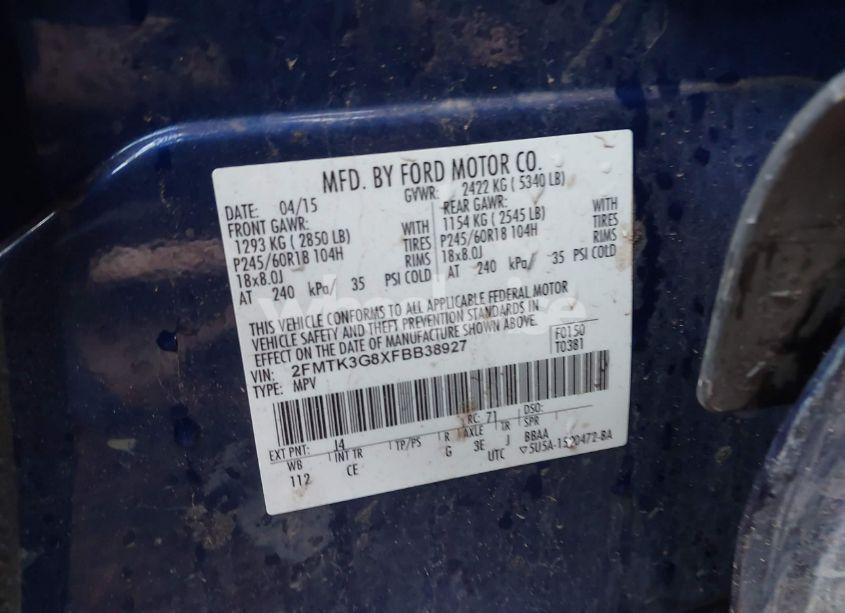 MFD. BY FORD MOTOR CO.
DATE: 04/15 GVWR: 2422 KG ( 5340 LB)
FRONT GAWR: REAR GAWR:
1293 KG ( 2850 LB) WITH 1154 KG ( 2545 LB) WITH
P245/60R18 104H TIRES P245/60R18 104H TIRES
18x8.0J RIMS 18x8.0J RIMS
AT 240 kPa/ 35 PSI COLD AT 240 kPa/ 35 PSI COLD
THIS VEHICLE CONFORMS TO ALL APPLICABLE FEDERAL MOTOR
VEHICLE SAFETY AND THEFT PREVENTION STANDARDS IN
EFFECT ON THE DATE OF MANUFACTURE SHOWN ABOVE.
VIN: 2FMTK3G8XFBB38927 F0150
TYPE: MPV T0381
EXT PNT: J4 RC: 71 DSO:
WB INT TR TP/PS R AXLE TR SPR
112 CE G 3E J BBAA
UTC